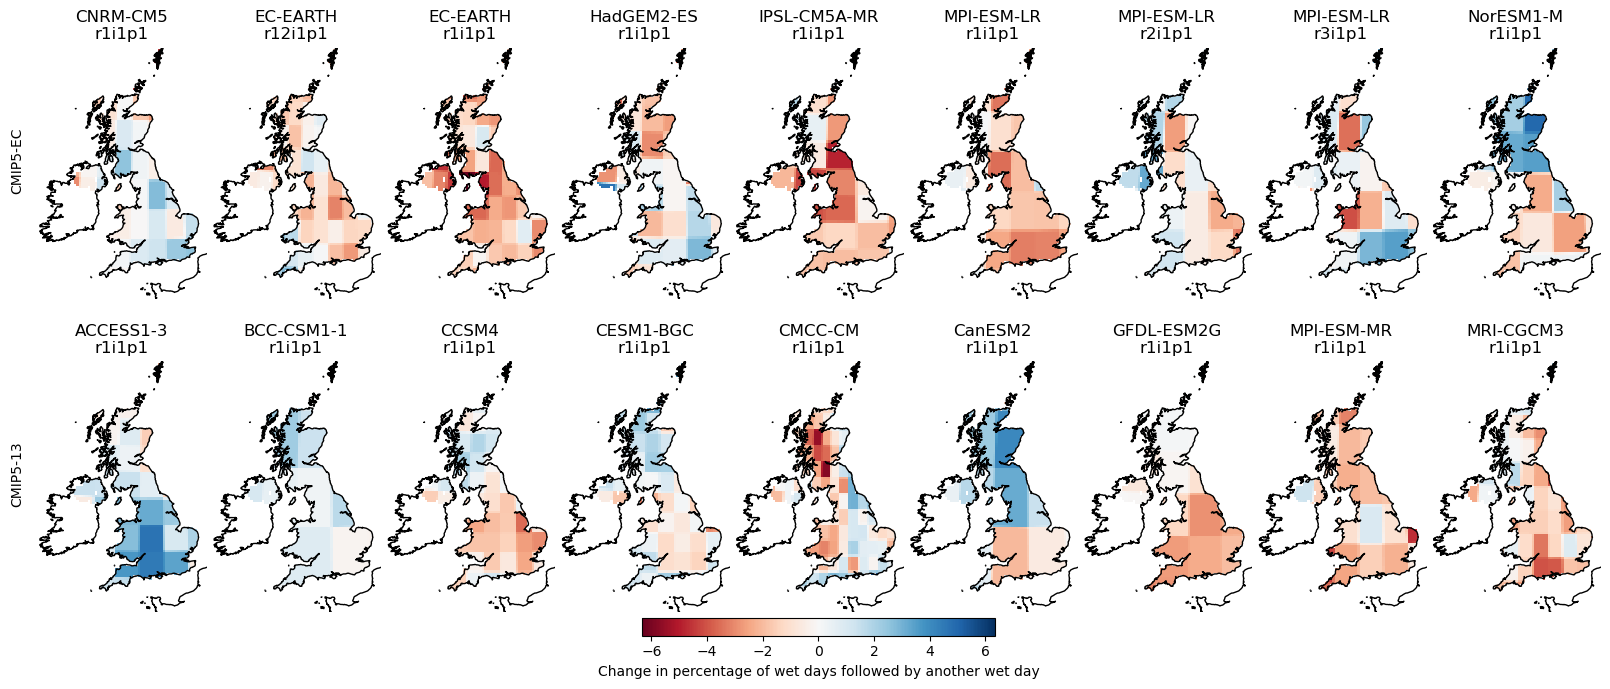 CNRM-CM5
r1i1p1
EC-EARTH
r12i1p1
EC-EARTH
r1i1p1
HadGEM2-ES
r1i1p1
IPSL-CM5A-MR
r1i1p1
MPI-ESM-LR
r1i1p1
MPI-ESM-LR
r2i1p1
MPI-ESM-LR
r3i1p1
NorESM1-M
r1i1p1
CMIP5-EC
ACCESS1-3
r1i1p1
BCC-CSM1-1
r1i1p1
CCSM4
r1i1p1
CESM1-BGC
r1i1p1
CMCC-CM
r1i1p1
CanESM2
r1i1p1
GFDL-ESM2G
r1i1p1
MPI-ESM-MR
r1i1p1
MRI-CGCM3
r1i1p1
CMIP5-13
−6 −4 −2 0 2 4 6
Change in percentage of wet days followed by another wet day